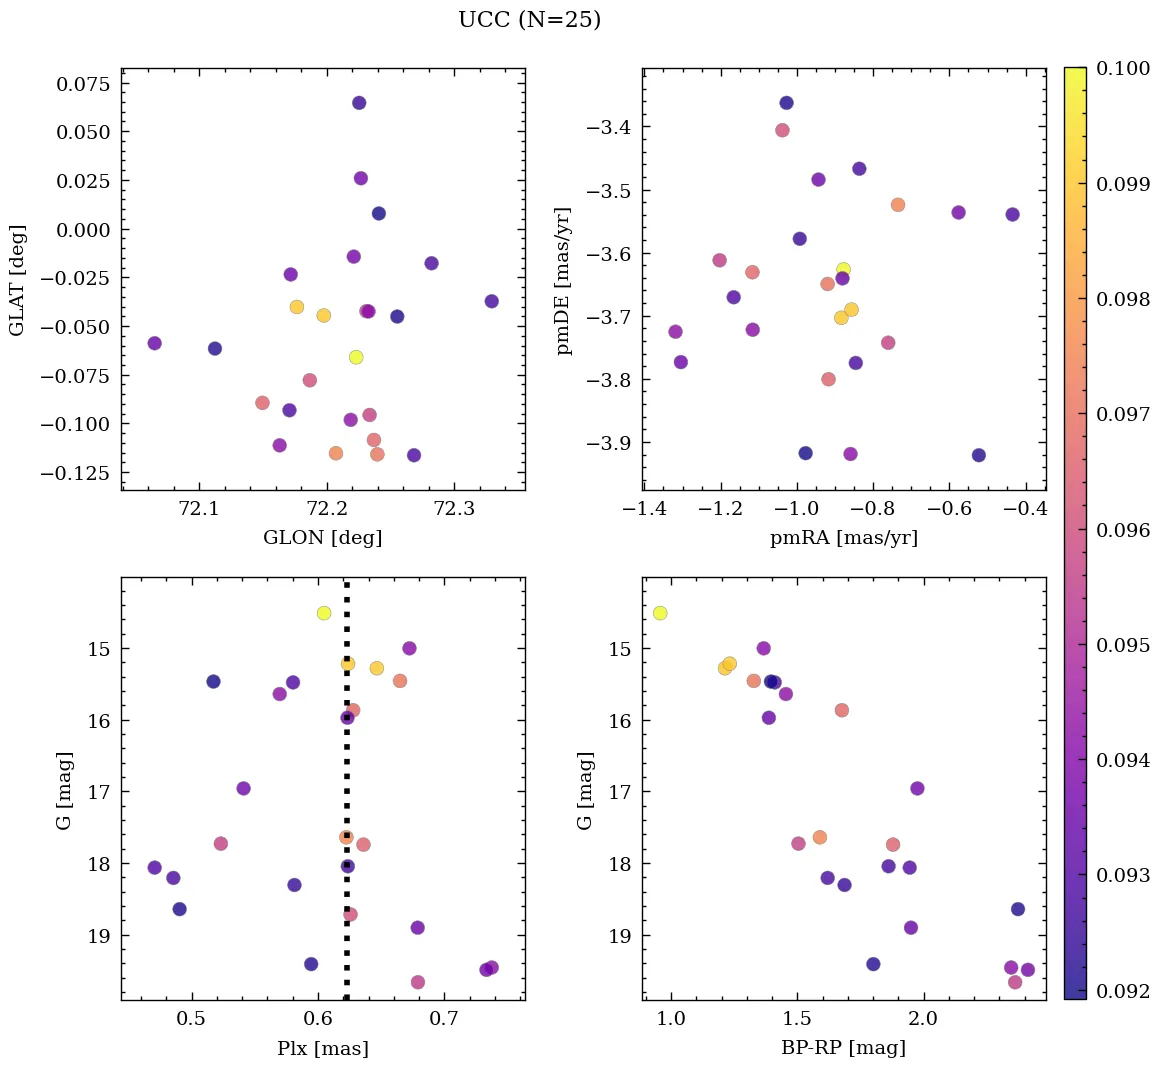 UCC (N=25)
0.075
0.050
0.025
0.000
−0.025
−0.050
−0.075
−0.100
−0.125
GLAT [deg]
72.1 72.2 72.3
GLON [deg]
−3.4
−3.5
−3.6
−3.7
−3.8
−3.9
pmDE [mas/yr]
−1.4 −1.2 −1.0 −0.8 −0.6 −0.4
pmRA [mas/yr]
0.100
0.099
0.098
0.097
0.096
0.095
0.094
0.093
0.092
15
16
17
18
19
G [mag]
0.5 0.6 0.7
Plx [mas]
15
16
17
18
19
G [mag]
1.0 1.5 2.0
BP-RP [mag]